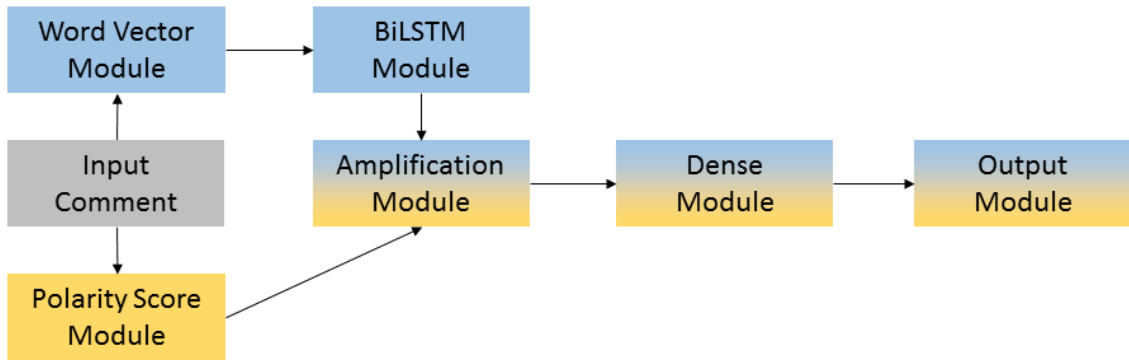 Word Vector
Module
BiLSTM
Module
Input
Comment
Amplification
Module
Dense
Module
Output
Module
Polarity Score
Module